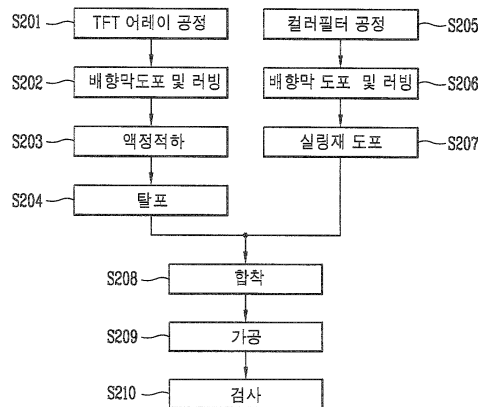 S201 TFT 어레이 공정 컬러필터 공정 S205
S202 배향막도포 및 러빙 배향막 도포 및 러빙 S206
S203 액정적하 실링재 도포 S207
S204 탈포
S208 합착
S209 가공
S210 검사